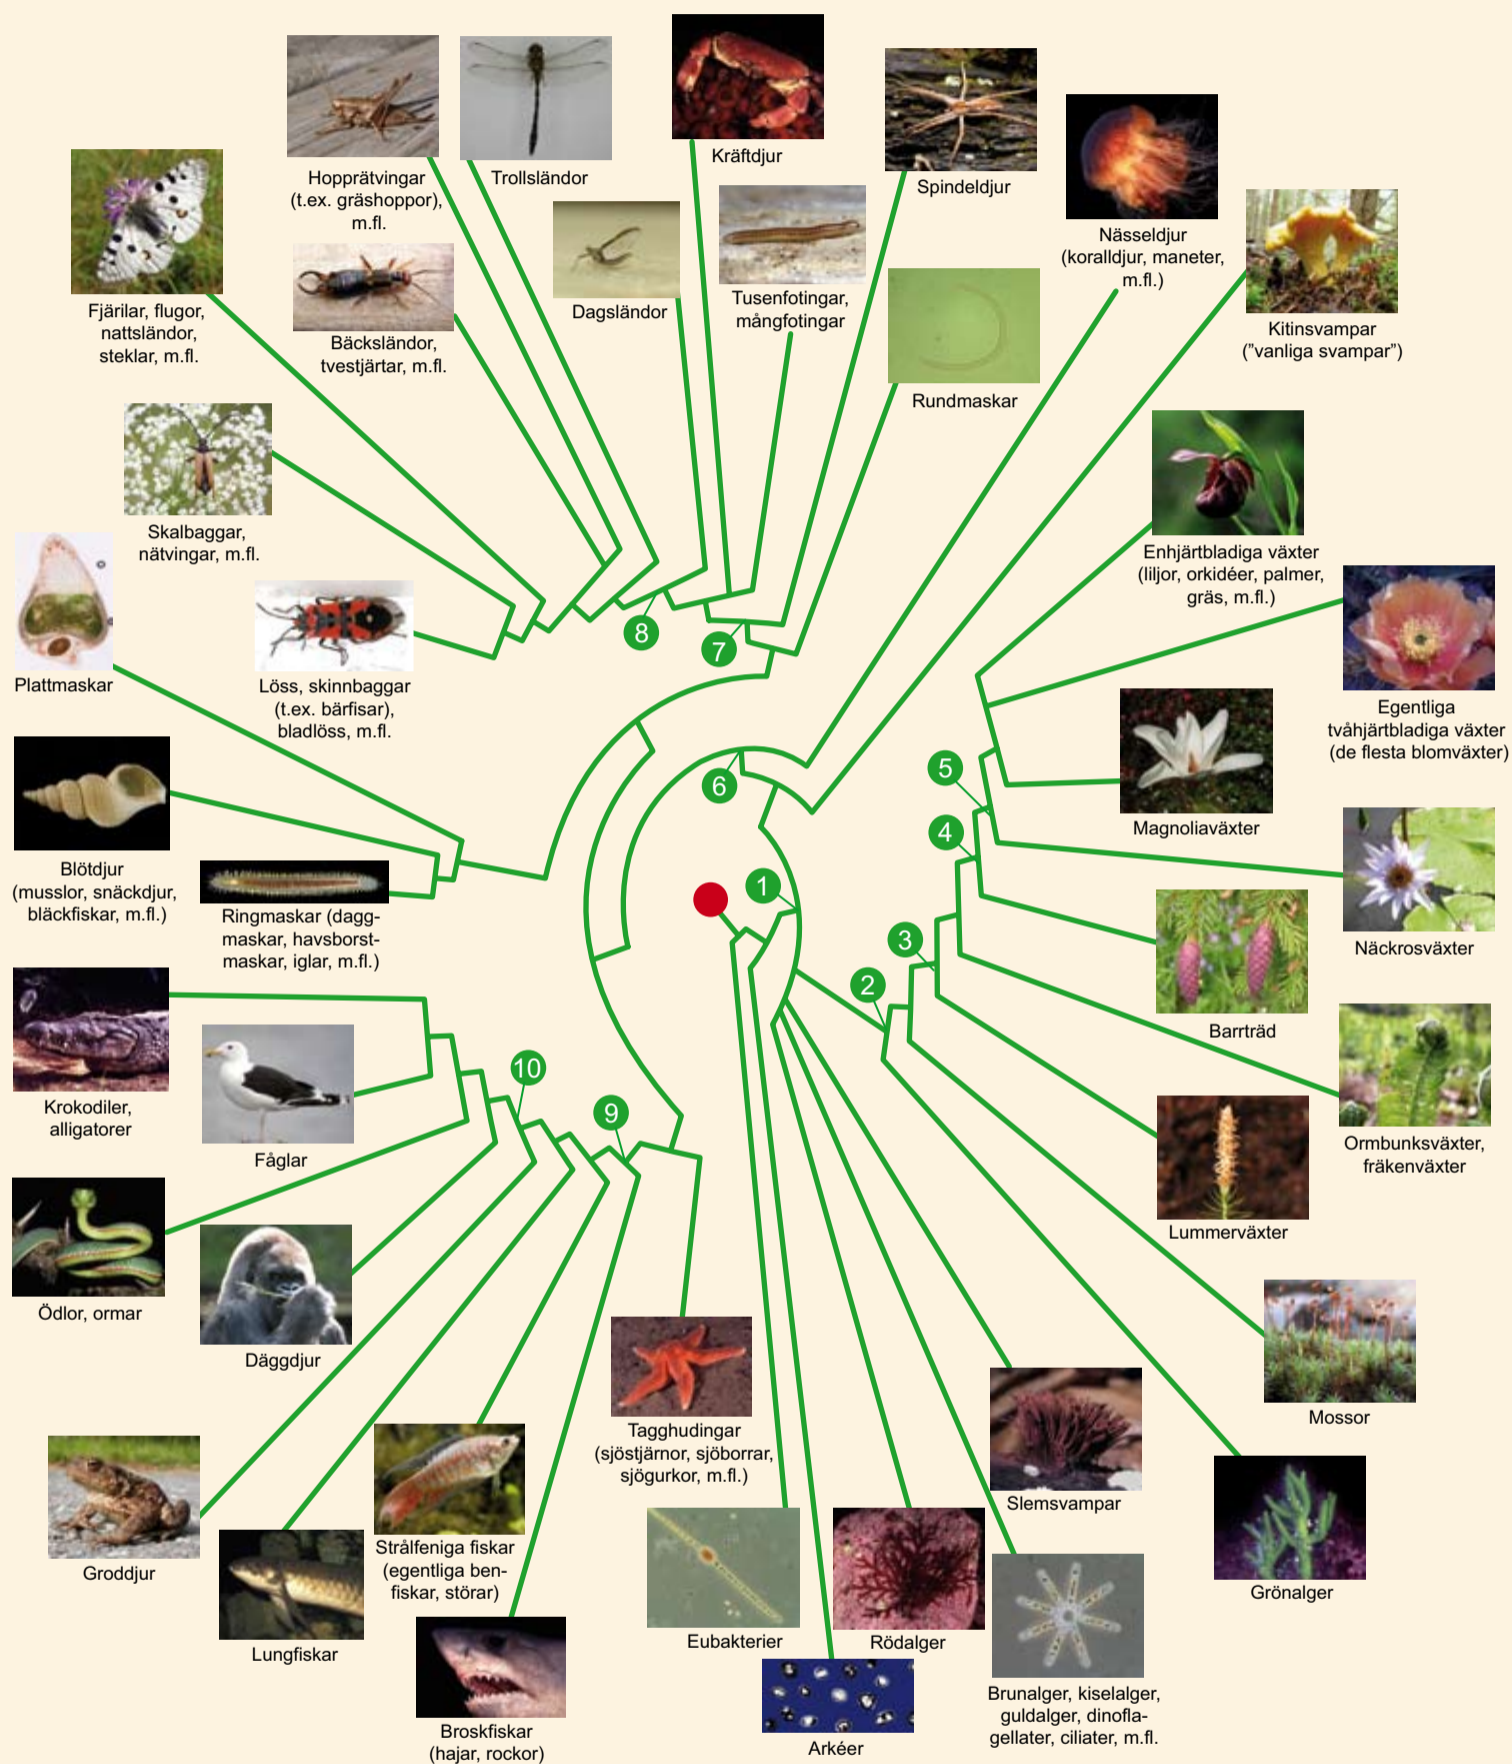 Hopprätvingar
(t.ex. gräshoppor),
m.fl.
Trollsländor
Kräftdjur
Spindeldjur
Nässeldjur
(koralldjur, maneter,
m.fl.)
Kitinsvampar
("vanliga svampar")
Fjärilar, flugor,
nattsländor,
steklar, m.fl.
Bäcksländor,
tvestjärtar, m.fl.
Dagsländor
Tusenfotingar,
mångfotingar
Rundmaskar
Skalbaggar,
nätvingar, m.fl.
Enhjärtbladiga växter
(liljor, orkidéer, palmer,
gräs, m.fl.)
Plattmaskar
Löss, skinnbaggar
(t.ex. bärfisar),
bladlöss, m.fl.
8
7
Egentliga
tvåhjärtbladiga växter
(de flesta blomväxter)
6
5
Magnoliaväxter
4
Blötdjur
(musslor, snäckdjur,
bläckfiskar, m.fl.)
Ringmaskar (dagg-
maskar, havsborst-
maskar, iglar, m.fl.)
1
3
Näckrosväxter
2
Barrträd
Krokodiler,
alligatorer
Fåglar
10
9
Ormbunksväxter,
fräkenväxter
Lummerväxter
Ödlor, ormar
Däggdjur
Mossor
Tagghudingar
(sjöstjärnor, sjöborrar,
sjögurkor, m.fl.)
Slemsvampar
Grönalger
Groddjur
Strålfeniga fiskar
(egentliga ben-
fiskar, störar)
Lungfiskar
Eubakterier
Rödalger
Brunalger, kiselalger,
guldalger, dinofla-
gellater, ciliater, m.fl.
Broskfiskar
(hajar, rockor)
Arkéer